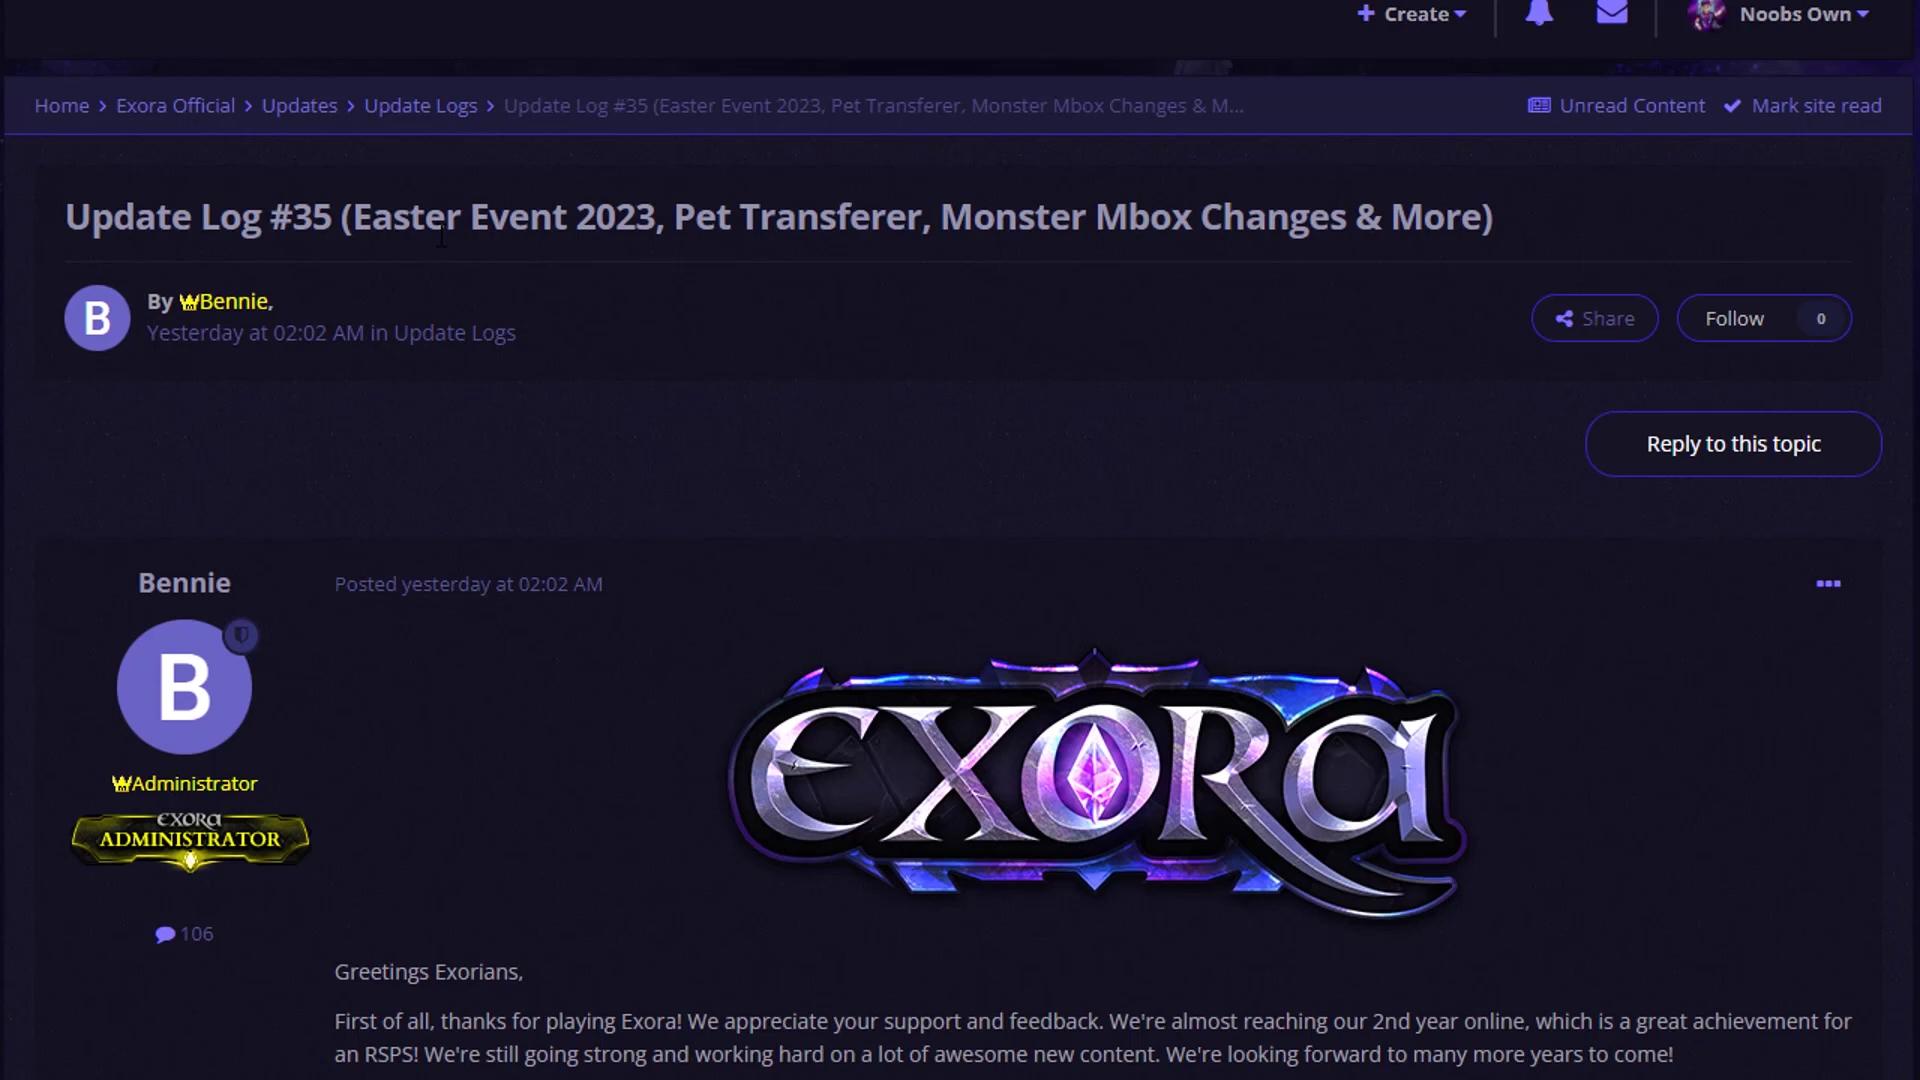 + Create
Noobs Own
Home > Exora Official > Updates > Update Logs > Update Log #35 (Easter Event 2023, Pet Transferer, Monster Mbox Changes & M...
Unread Content
Mark site read
Update Log #35 (Easter Event 2023, Pet Transferer, Monster Mbox Changes & More)
B
By Bennie,
Yesterday at 02:02 AM in Update Logs
Share
Follow 0
Reply to this topic
Bennie
Posted yesterday at 02:02 AM
B
Administrator
EXORA
ADMINISTRATOR
106
EXORA
Greetings Exorians,
First of all, thanks for playing Exora! We appreciate your support and feedback. We're almost reaching our 2nd year online, which is a great achievement for
an RSPS! We're still going strong and working hard on a lot of awesome new content. We're looking forward to many more years to come!